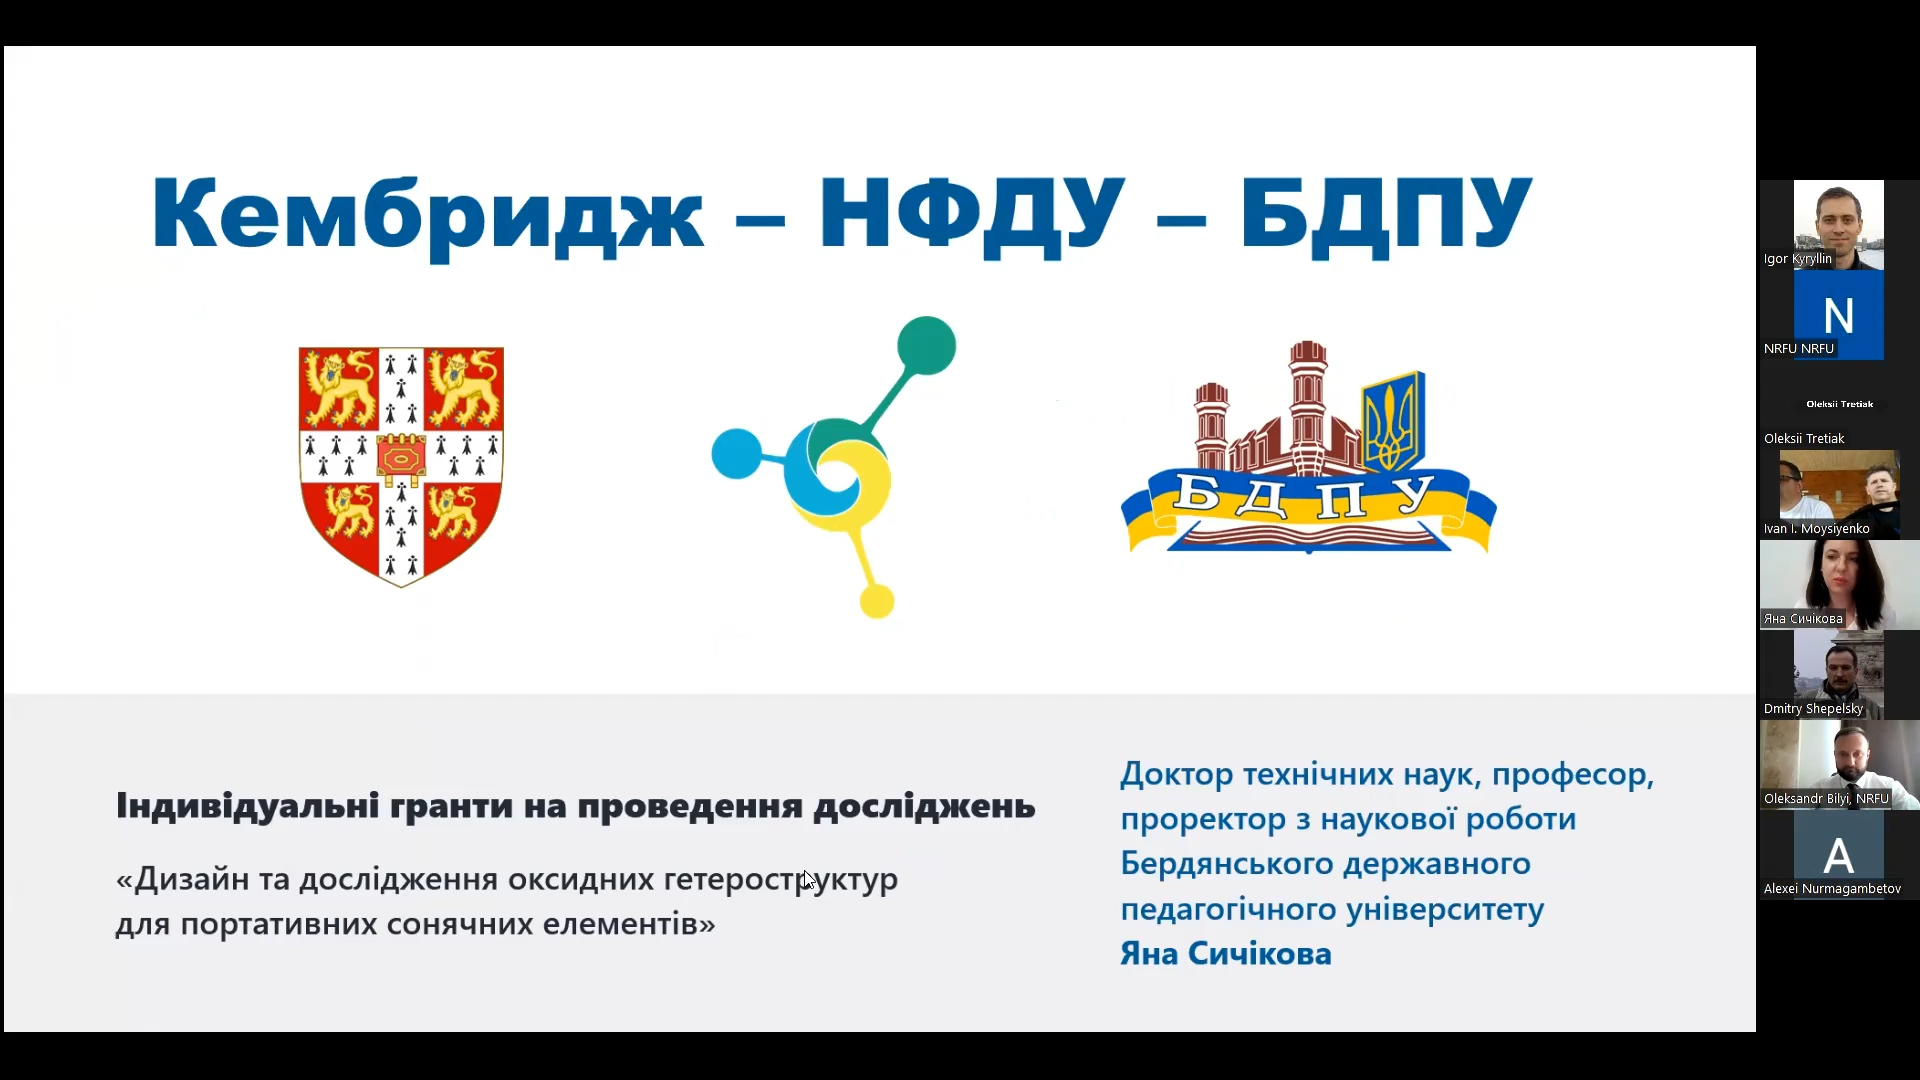 Кембридж – НФДУ – БДПУ
БДПУ
Індивідуальні гранти на проведення досліджень
«Дизайн та дослідження оксидних гетероструктур
для портативних сонячних елементів»
Доктор технічних наук, професор,
проректор з наукової роботи
Бердянського державного
педагогічного університету
Яна Сичікова
Igor Kyryllin
N
NRFU NRFU
Oleksii Tretiak
Oleksii Tretiak
Ivan I. Moysiyenko
Яна Сичікова
Dmitry Shepelsky
Oleksandr Bilyi, NRFU
A
Alexei Nurmagambetov